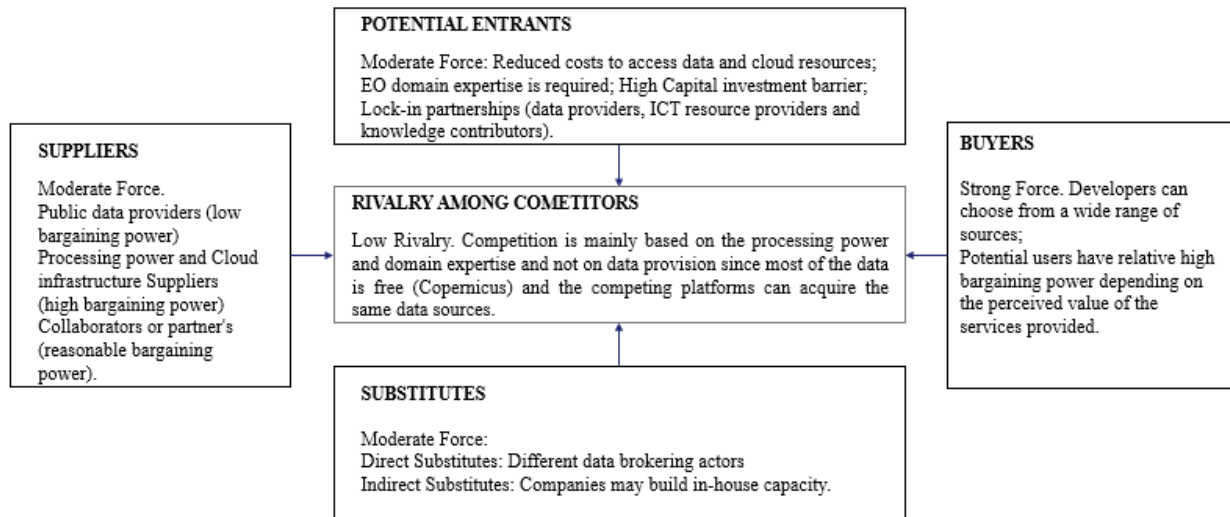 POTENTIAL ENTRANTS
Moderate Force: Reduced costs to access data and cloud resources;
EO domain expertise is required; High Capital investment barrier;
Lock-in partnerships (data providers, ICT resource providers and
knowledge contributors).
SUPPLIERS
Moderate Force.
Public data providers (low
bargaining power)
Processing power and Cloud
infrastructure Suppliers
(high bargaining power)
Collaborators or partner's
(reasonable bargaining
power).
RIVALRY AMONG COMETITORS
Low Rivalry. Competition is mainly based on the processing power
and domain expertise and not on data provision since most of the data
is free (Copernicus) and the competing platforms can acquire the
same data sources.
BUYERS
Strong Force. Developers can
choose from a wide range of
sources;
Potential users have relative high
bargaining power depending on
the perceived value of the
services provided.
SUBSTITUTES
Moderate Force:
Direct Substitutes: Different data brokering actors
Indirect Substitutes: Companies may build in-house capacity.